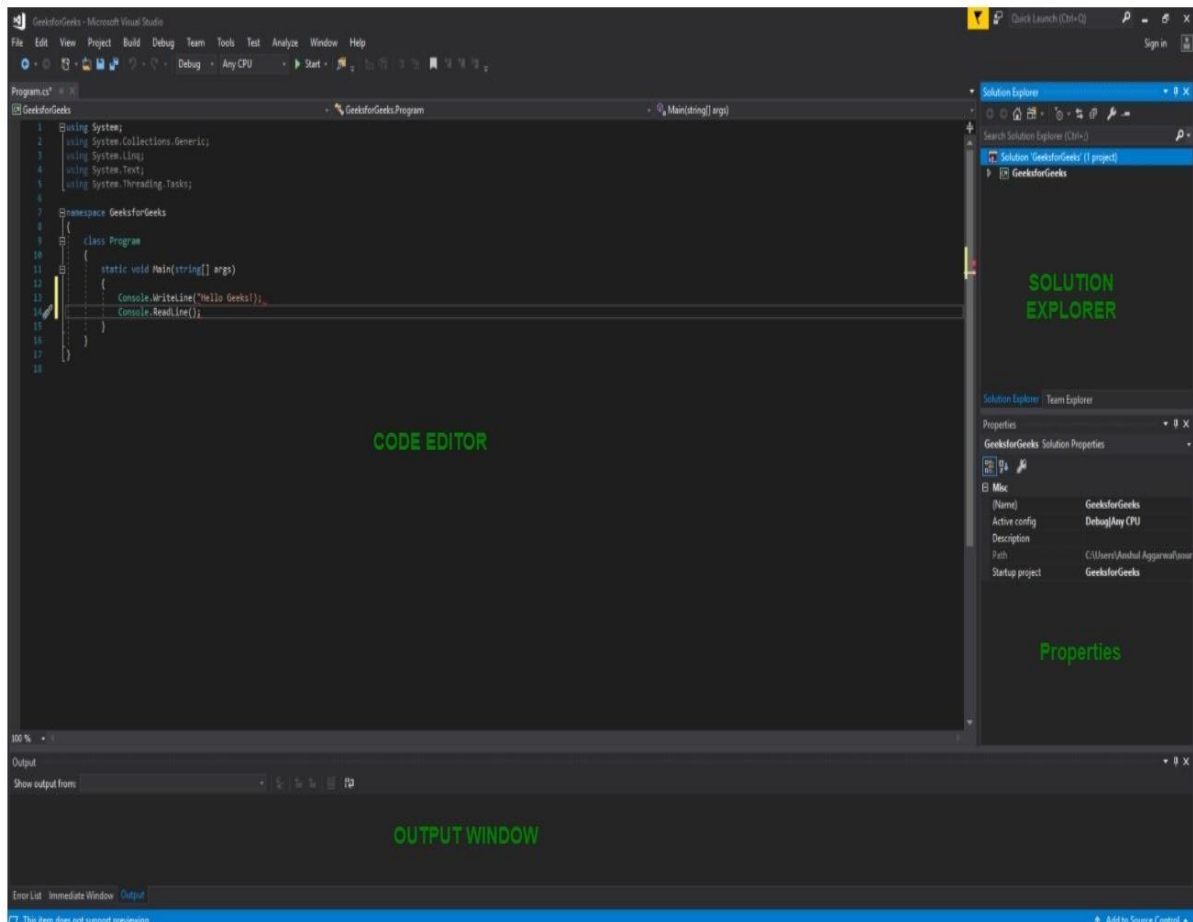 GeeksforGeeks - Microsoft Visual Studio
Quick Launch (Ctrl+Q)
File Edit View Project Build Debug Team Tools Test Analyze Window Help
Sign in
Debug Any CPU Start
Program.cs*
GeeksforGeeks GeeksforGeeks.Program Main(string[] args)
1 using System;
2 using System.Collections.Generic;
3 using System.Linq;
4 using System.Text;
5 using System.Threading.Tasks;
6
7 namespace GeeksforGeeks
8 {
9 class Program
10 {
11 static void Main(string[] args)
12 {
13 Console.WriteLine("Hello Geeks!);
14 Console.ReadLine();
15 }
16 }
17 }
18
CODE EDITOR
100 %
Solution Explorer
Search Solution Explorer (Ctrl+;)
Solution 'GeeksforGeeks' (1 project)
GeeksforGeeks
SOLUTION
EXPLORER
Solution Explorer Team Explorer
Properties
GeeksforGeeks Solution Properties
Misc
(Name) GeeksforGeeks
Active config Debug|Any CPU
Description
Path C:\Users\Anshul Aggarwal\sour
Startup project GeeksforGeeks
Properties
Output
Show output from:
OUTPUT WINDOW
Error List Immediate Window Output
This item does not support previewing
Add to Source Control